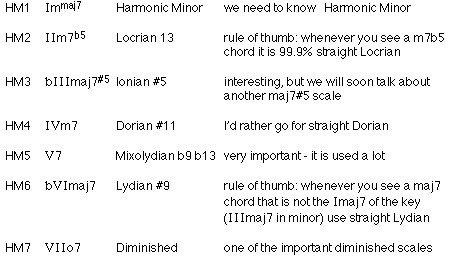 HM1 Immaj7 Harmonic Minor we need to know Harmonic Minor
HM2 IIm7b5 Locrian 13 rule of thumb: whenever you see a m7b5
chord it is 99.9% straight Locrian
HM3 bIIImaj7#5 Ionian #5 interesting, but we will soon talk about
another maj7#5 scale
HM4 IVm7 Dorian #11 I'd rather go for straight Dorian
HM5 V7 Mixolydian b9 b13 very important - it is used a lot
HM6 bVImaj7 Lydian #9 rule of thumb: whenever you see a maj7
chord that is not the Imaj7 of the key
(IIImaj7 in minor) use straight Lydian
HM7 VIIo7 Diminished one of the important diminished scales